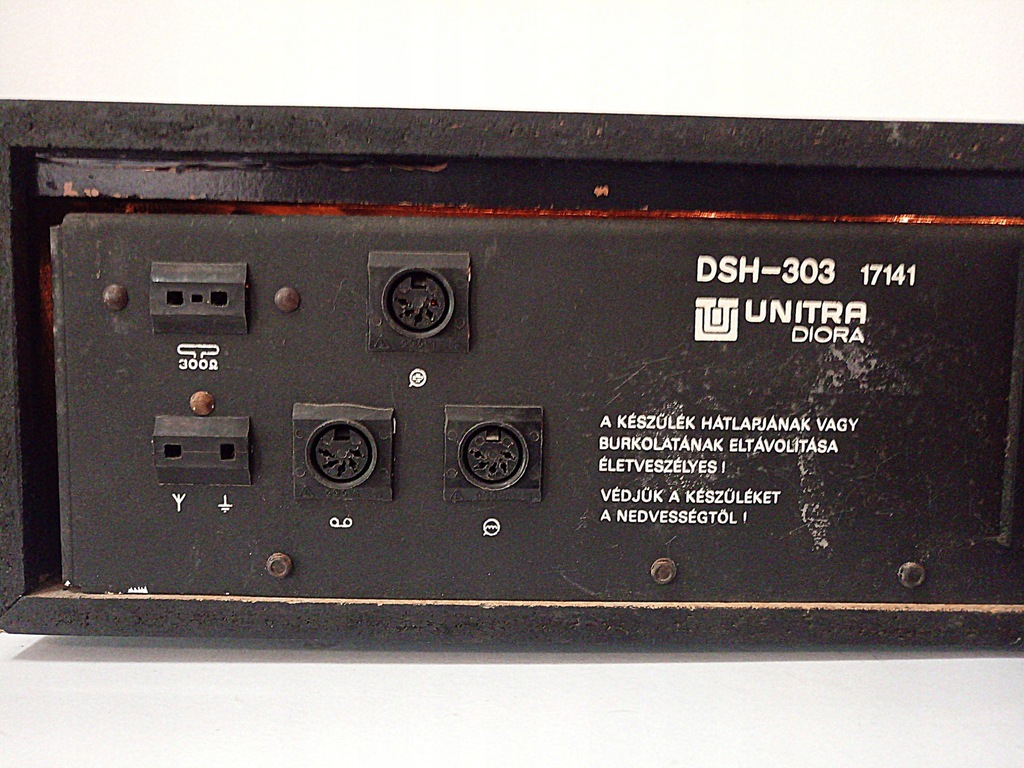 DSH-303 17141
UNITRA
DIORA
300Ω
A KÉSZÜLÉK HÁTLAPJÁNAK VAGY
BURKOLATÁNAK ELTÁVOLÍTÁSA
ÉLETVESZÉLYES !
VÉDJÜK A KÉSZÜLÉKET
A NEDVESSÉGTŐL !